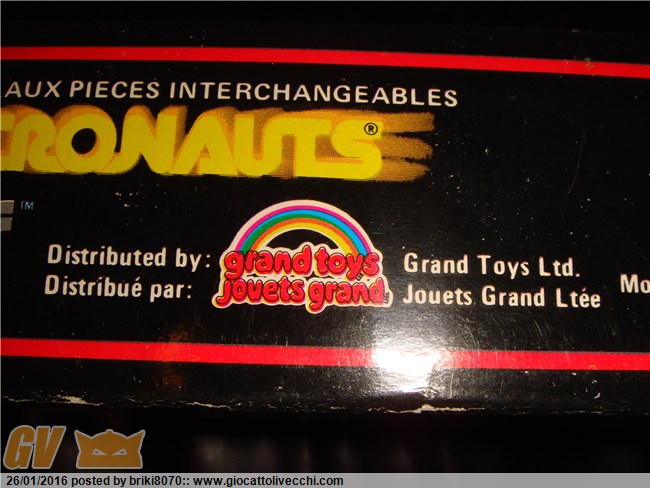 AUX PIECES INTERCHANGEABLES
RONAUTS®
TM
Distributed by:
Distribué par:
grand toys
jouets grand
Grand Toys Ltd.
Jouets Grand Ltée
Mo
GV
26/01/2016 posted by briki8070:: www.giocattolivecchi.com